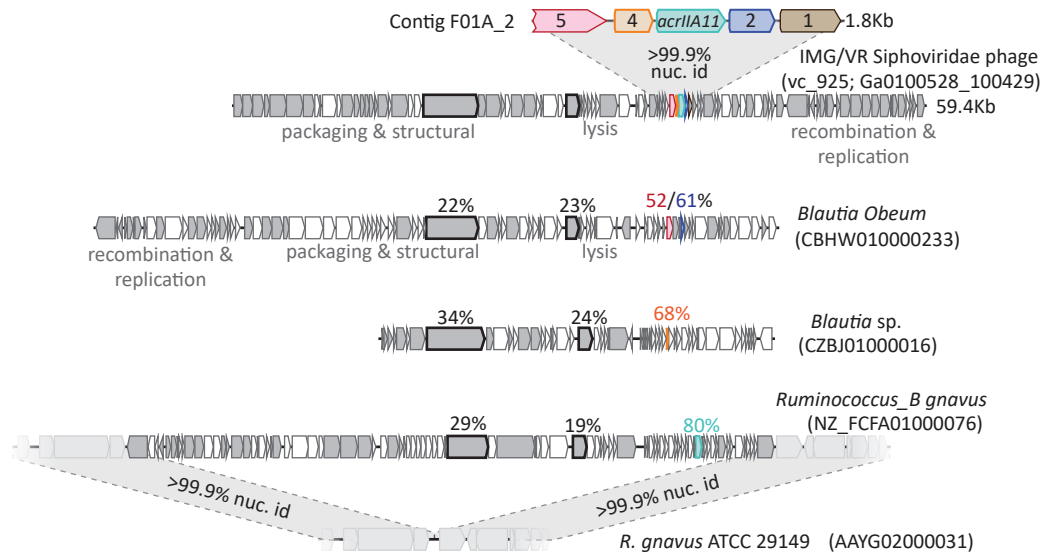 Contig F01A_2
5
4
acrIIA11
2
1
1.8Kb
>99.9%
nuc. id
IMG/VR Siphoviridae phage
(vc_925; Ga0100528_100429)
59.4Kb
packaging & structural
lysis
recombination &
replication
22%
23%
52/61%
Blautia Obeum
(CBHW010000233)
recombination &
replication
packaging & structural
lysis
34%
24%
68%
Blautia sp.
(CZBJ01000016)
Ruminococcus_B gnavus
(NZ_FCFA01000076)
29%
19%
80%
>99.9% nuc. id
>99.9% nuc. id
R. gnavus ATCC 29149 (AAYG02000031)